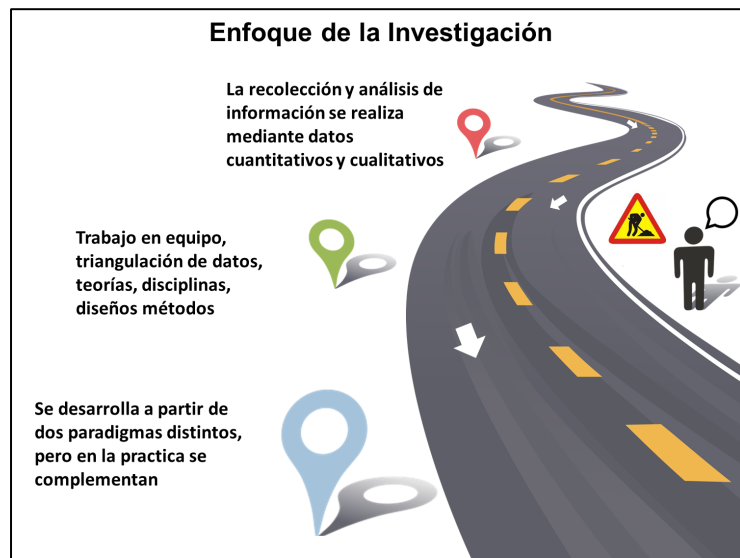 Enfoque de la Investigación
La recolección y análisis de
información se realiza
mediante datos
cuantitativos y cualitativos
Trabajo en equipo,
triangulación de datos,
teorías, disciplinas,
diseños métodos
Se desarrolla a partir de
dos paradigmas distintos,
pero en la practica se
complementan